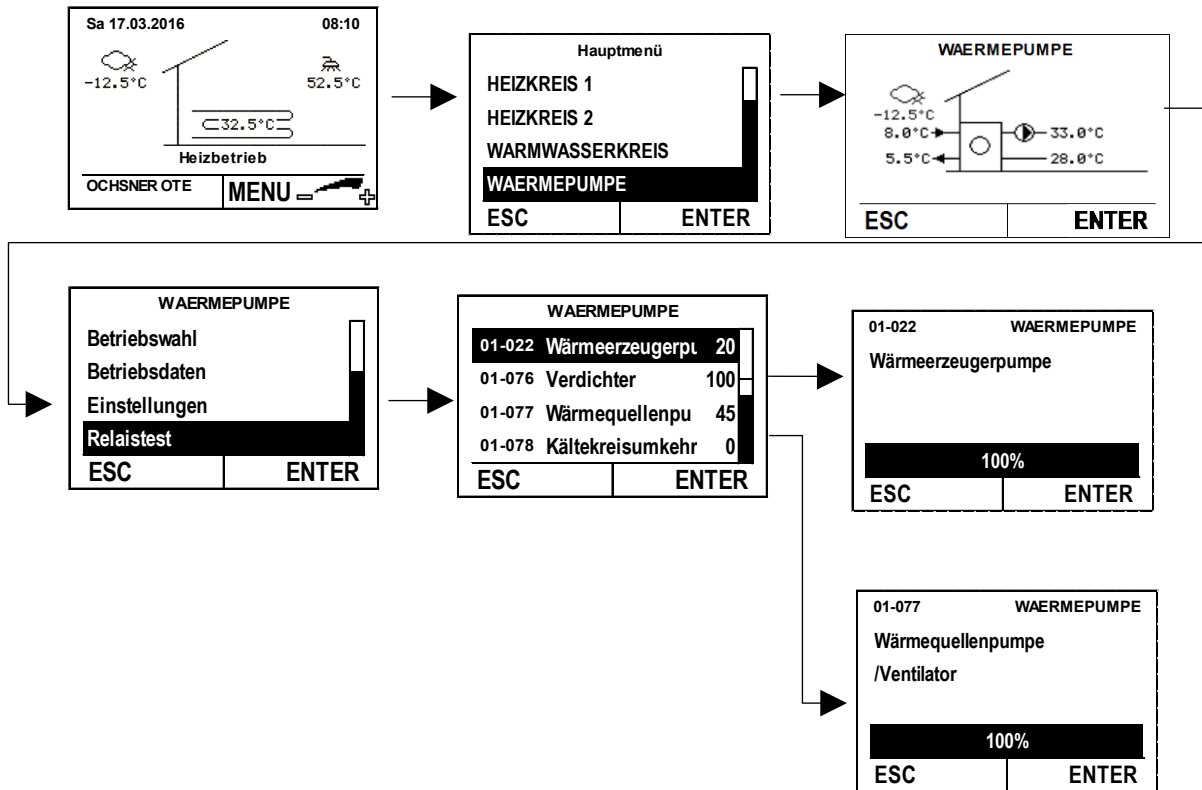 Sa 17.03.2016 08:10
-12.5°C 52.5°C
32.5°C
Heizbetrieb
OCHSNER OTE MENU
Hauptmenü
HEIZKREIS 1
HEIZKREIS 2
WARMWASSERKREIS
WAERMEPUMPE
ESC ENTER
WAERMEPUMPE
-12.5°C
8.0°C 33.0°C
5.5°C 28.0°C
ESC ENTER
WAERMEPUMPE
Betriebswahl
Betriebsdaten
Einstellungen
Relaistest
ESC ENTER
WAERMEPUMPE
01-022 Wärmeerzeugerpu 20
01-076 Verdichter 100
01-077 Wärmequellenpu 45
01-078 Kältekreisumkehr 0
ESC ENTER
01-022 WAERMEPUMPE
Wärmeerzeugerpumpe
100%
ESC ENTER
01-077 WAERMEPUMPE
Wärmequellenpumpe
/Ventilator
100%
ESC ENTER